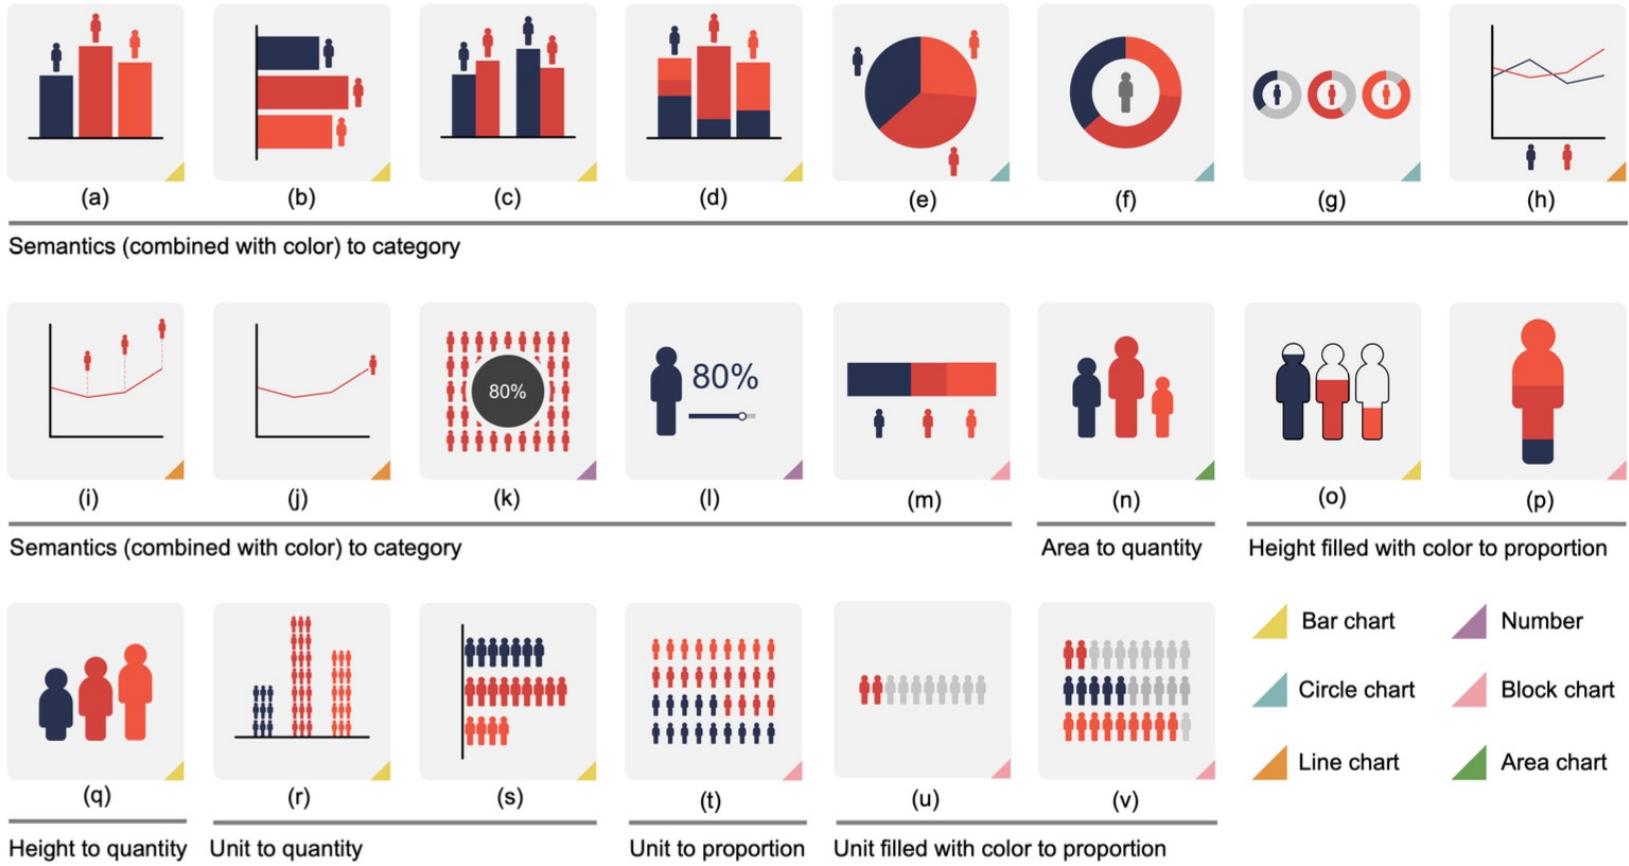 (a) (b) (c) (d) (e) (f) (g) (h)
Semantics (combined with color) to category
80%
80%
(i) (j) (k) (l) (m) (n) (o) (p)
Semantics (combined with color) to category
Area to quantity
Height filled with color to proportion
Bar chart
Number
Circle chart
Block chart
Line chart
Area chart
(q) (r) (s) (t) (u) (v)
Height to quantity
Unit to quantity
Unit to proportion
Unit filled with color to proportion